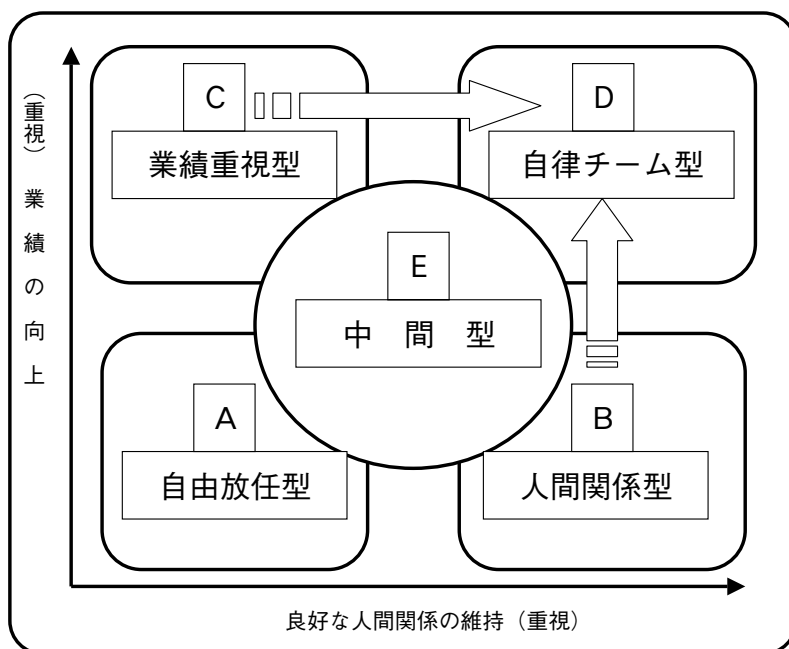 (重視) 業績の向上
C
業績重視型
D
自律チーム型
E
中間型
A
自由放任型
B
人間関係型
良好な人間関係の維持(重視)